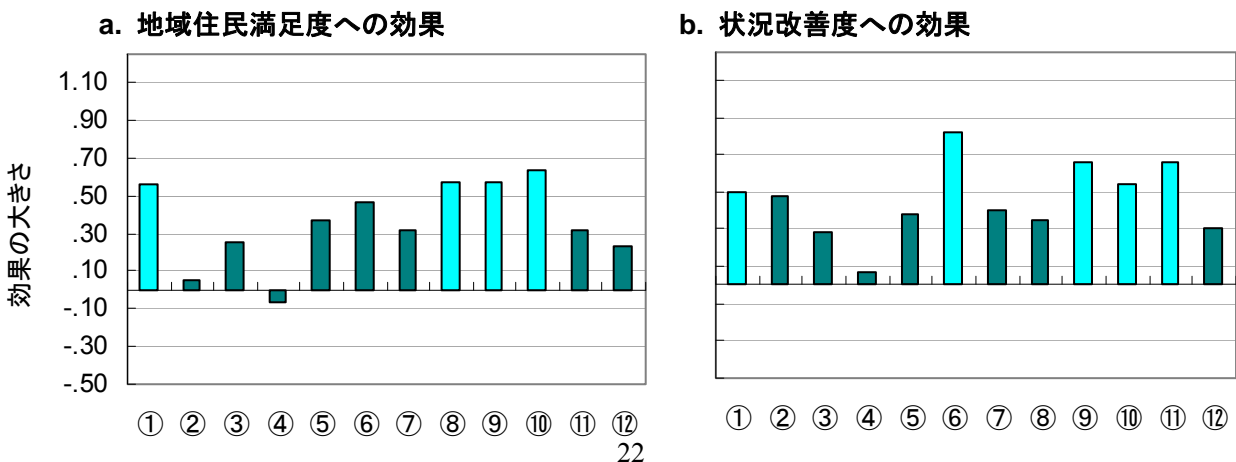 a. 地域住民満足度への効果
b. 状況改善度への効果
効果の大きさ
1.10
.90
.70
.50
.30
.10
-.10
-.30
-.50
① ② ③ ④ ⑤ ⑥ ⑦ ⑧ ⑨ ⑩ ⑪ ⑫
① ② ③ ④ ⑤ ⑥ ⑦ ⑧ ⑨ ⑩ ⑪ ⑫
22